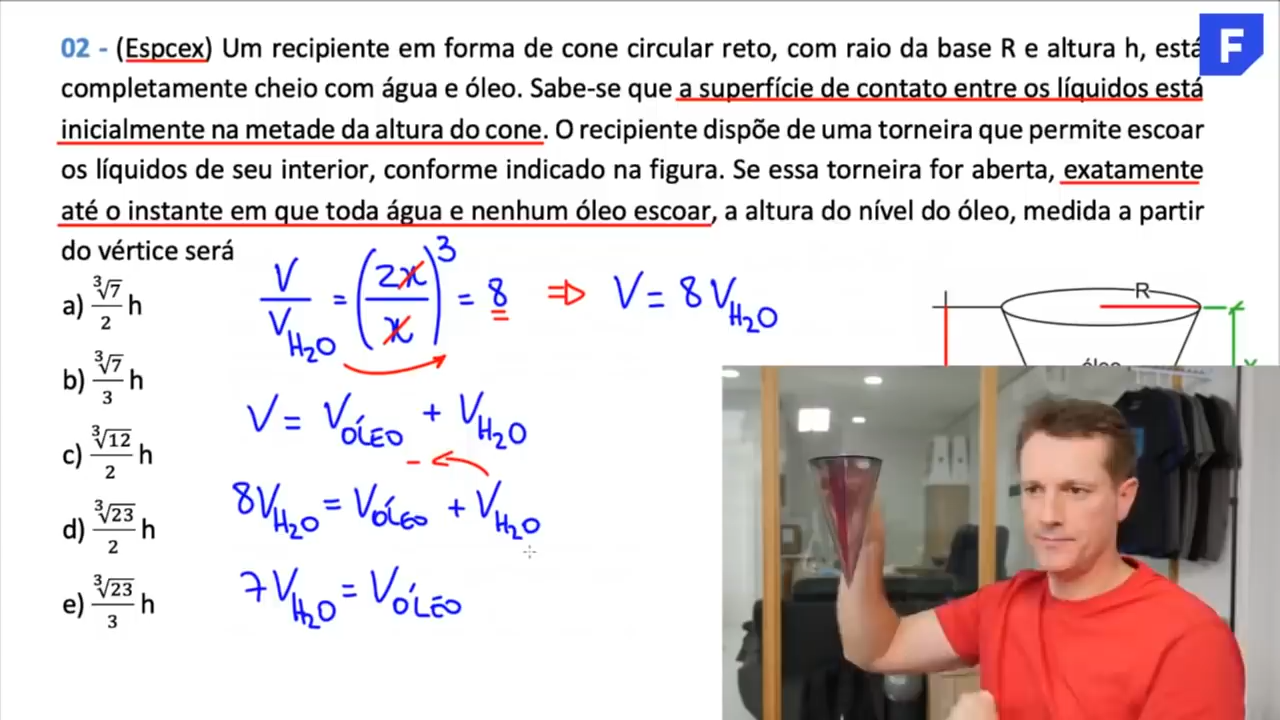 02 - (Espcex) Um recipiente em forma de cone circular reto, com raio da base R e altura h, está
completamente cheio com água e óleo. Sabe-se que a superfície de contato entre os líquidos está
inicialmente na metade da altura do cone. O recipiente dispõe de uma torneira que permite escoar
os líquidos de seu interior, conforme indicado na figura. Se essa torneira for aberta, exatamente
até o instante em que toda água e nenhum óleo escoar, a altura do nível do óleo, medida a partir
do vértice será
a) ∛7/2 h
b) ∛7/3 h
c) ∛12/2 h
d) ∛23/2 h
e) ∛23/3 h
V/V_H₂O = (2x/x)³ = 8 ⇒ V = 8 V_H₂O
V = V_ÓLEO + V_H₂O
-
8V_H₂O = V_ÓLEO + V_H₂O
7V_H₂O = V_ÓLEO
F
R
óleo
x